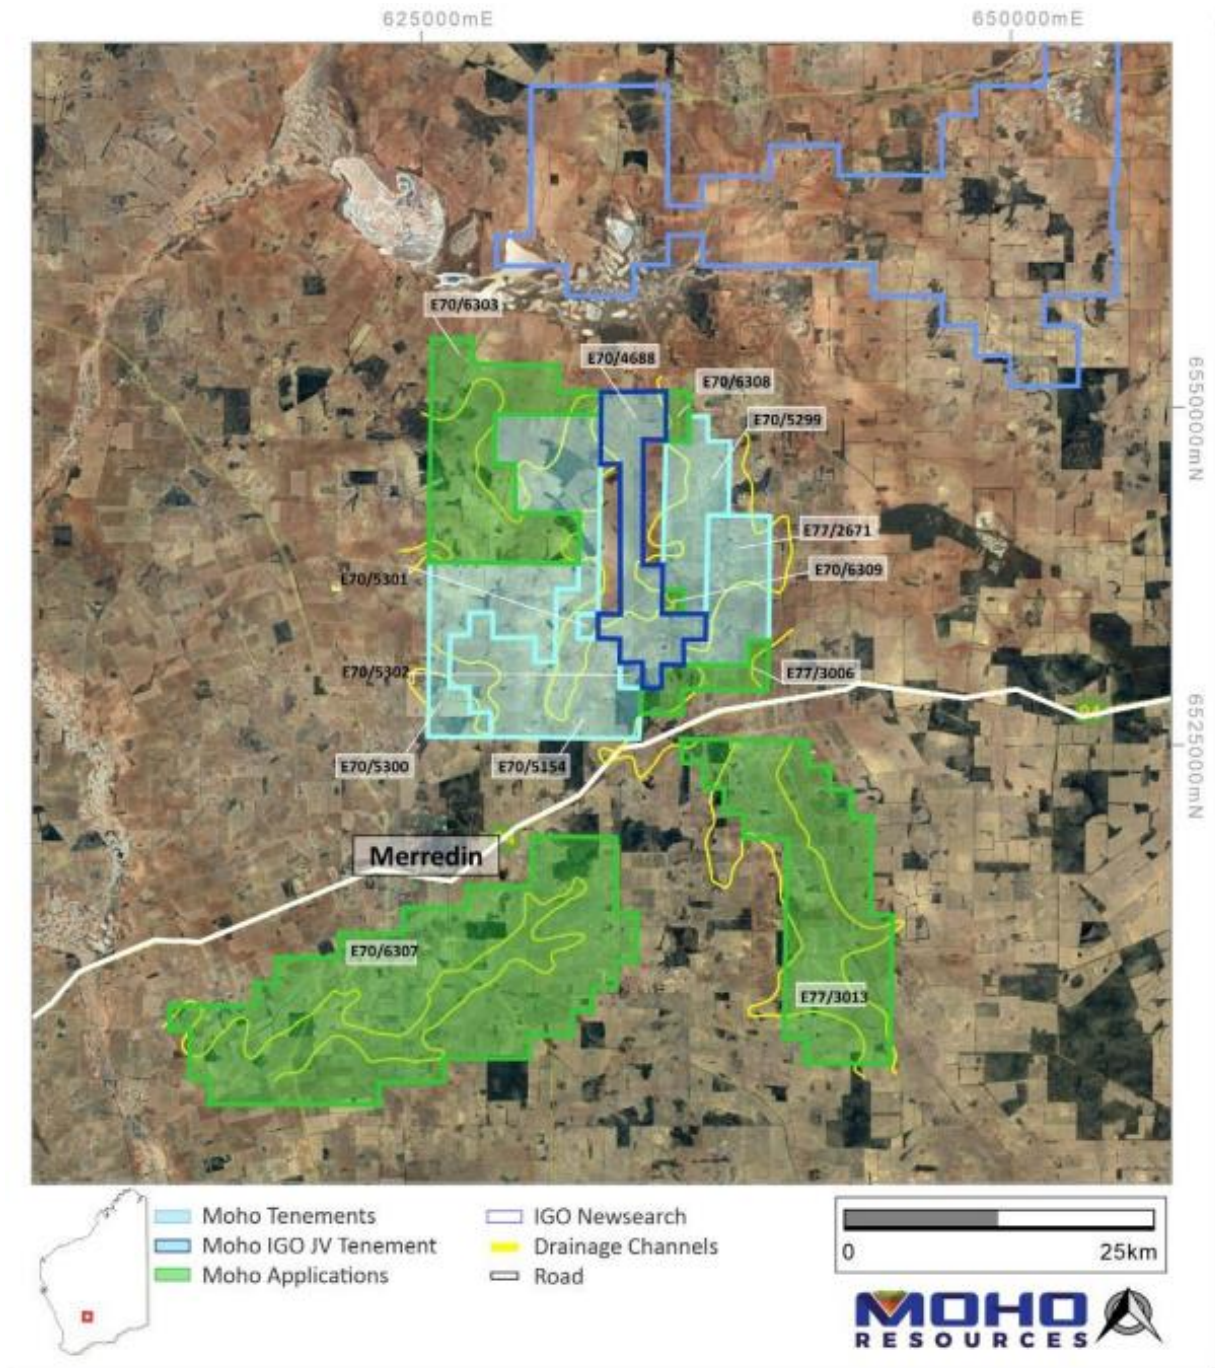 625000mE
650000mE
E70/6303
E70/4688
E70/6308
E70/5299
6550000mN
E77/2671
E70/6309
E70/5301
E70/5302
E77/3006
94
6525000mN
E70/5300
E70/5154
Merredin
E70/6307
E77/3013
Moho Tenements
Moho IGO JV Tenement
Moho Applications
IGO Newsearch
Drainage Channels
Road
0
25km
MOHO
RESOURCES